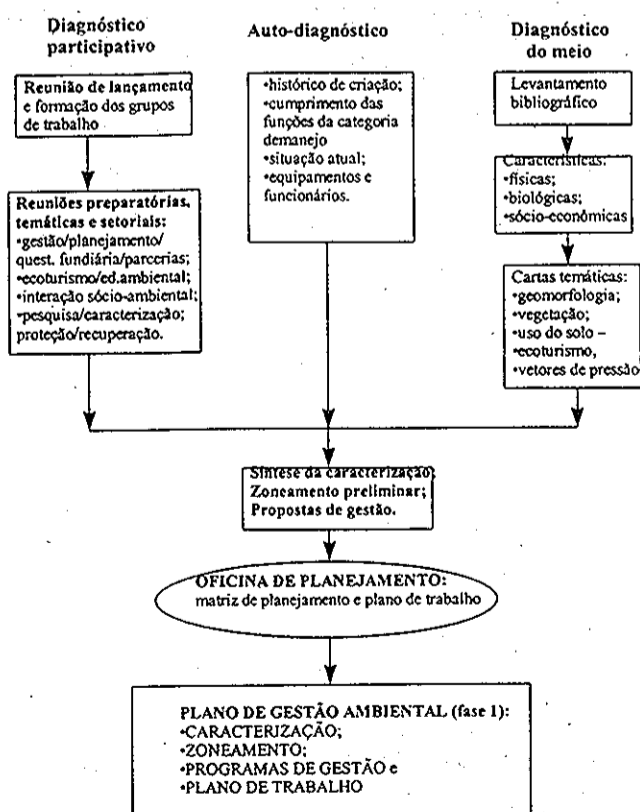 Diagnóstico
participativo
Reunião de lançamento
e formação dos grupos
de trabalho
Reuniões preparatórias,
temáticas e setoriais:
•gestão/planejamento/
quest. fundiária/parcerias;
•ecoturismo/ed.ambiental;
•interação sócio-ambiental;
•pesquisa/caracterização;
proteção/recuperação.
Auto-diagnóstico
•histórico de criação;
•cumprimento das
funções da categoria
demanejo
•situação atual;
•equipamentos e
funcionários.
Diagnóstico
do meio
Levantamento
bibliográfico
Características:
•físicas;
•biológicas;
•sócio-econômicas
Cartas temáticas:
•geomorfologia;
•vegetação;
•uso do solo –
•ecoturismo,
•vetores de pressão
Síntese da caracterização;
Zoneamento preliminar;
Propostas de gestão.
OFICINA DE PLANEJAMENTO:
matriz de planejamento e plano de trabalho
PLANO DE GESTÃO AMBIENTAL (fase 1):
•CARACTERIZAÇÃO;
•ZONEAMENTO;
•PROGRAMAS DE GESTÃO e
•PLANO DE TRABALHO